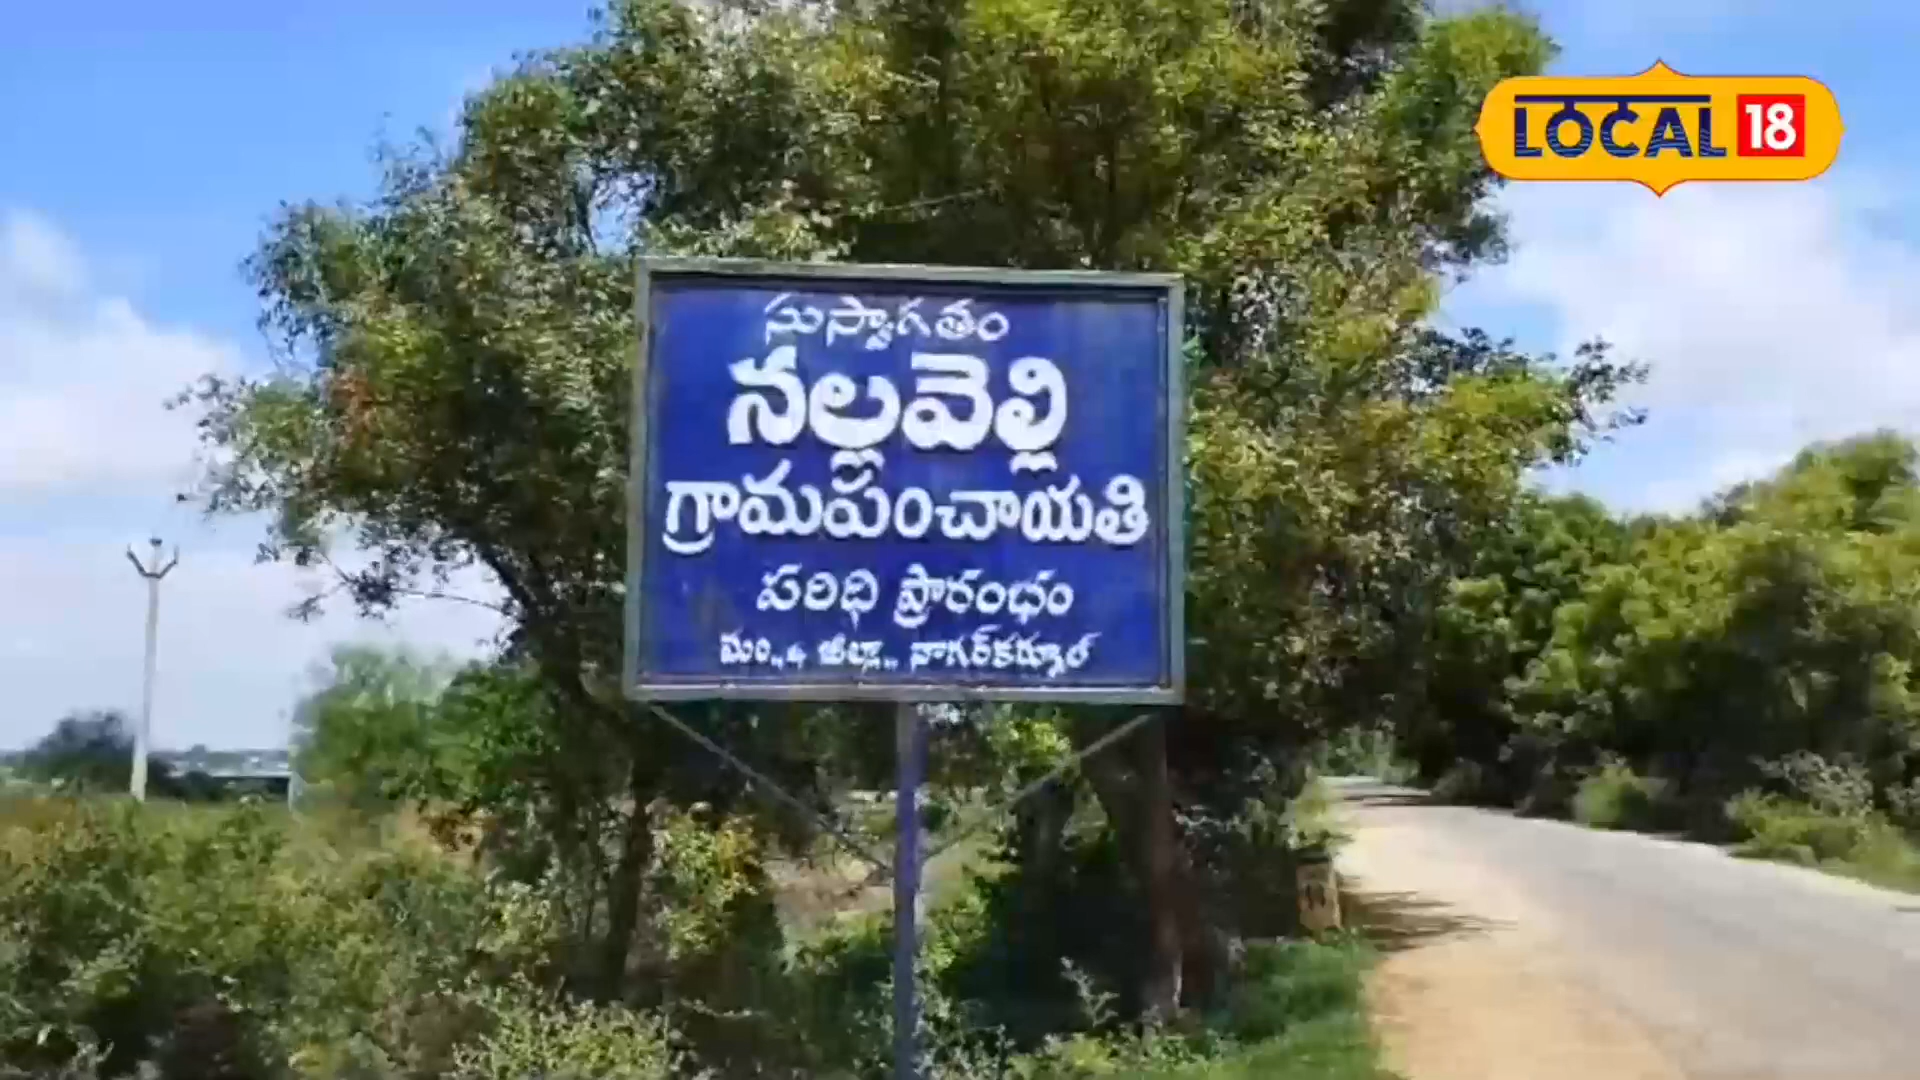 LOCAL 18
సుస్వాగతం
నల్లవెల్లి
గ్రామపంచాయతి
పరిధి ప్రారంభం
మం,, & జిల్లా,, నాగర్‌కర్నూల్